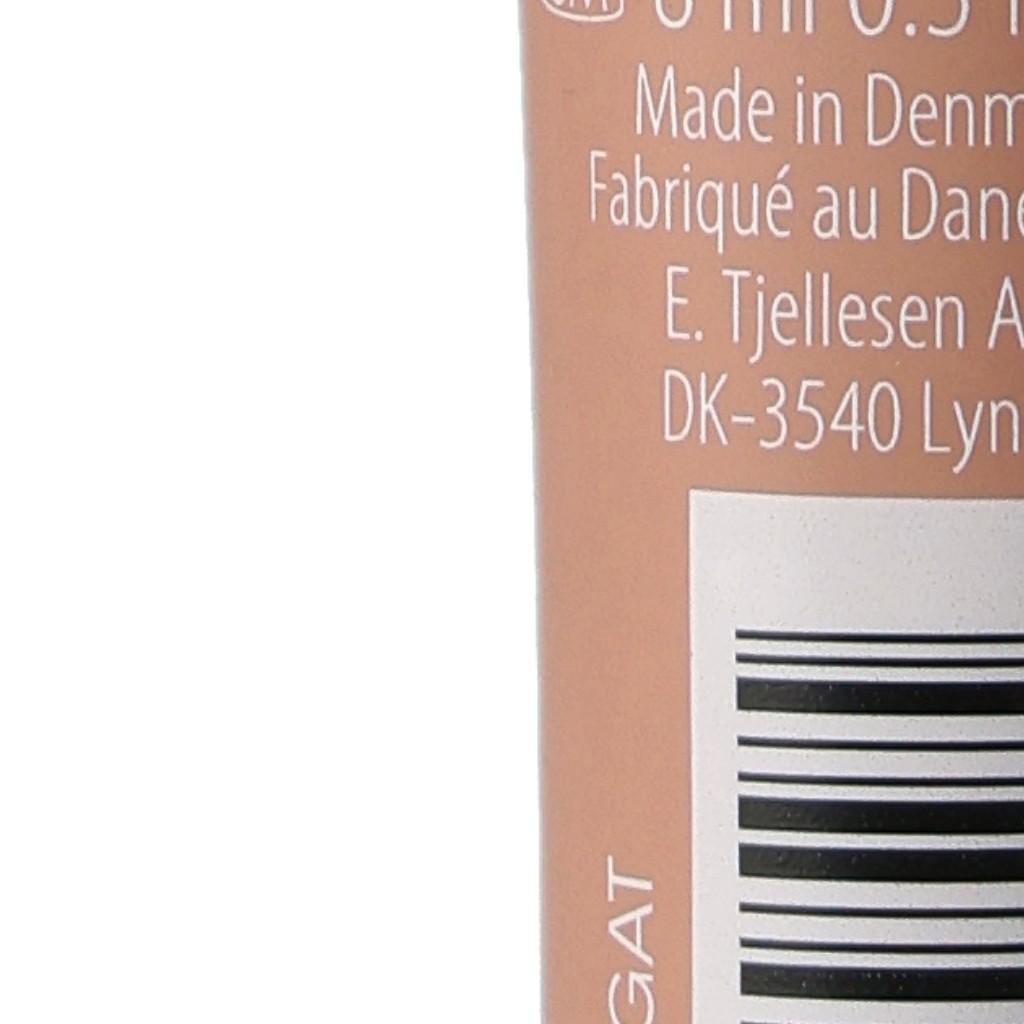 Made in Denm
Fabriqué au Dane
E. Tjellesen A
DK-3540 Lyn
GAT